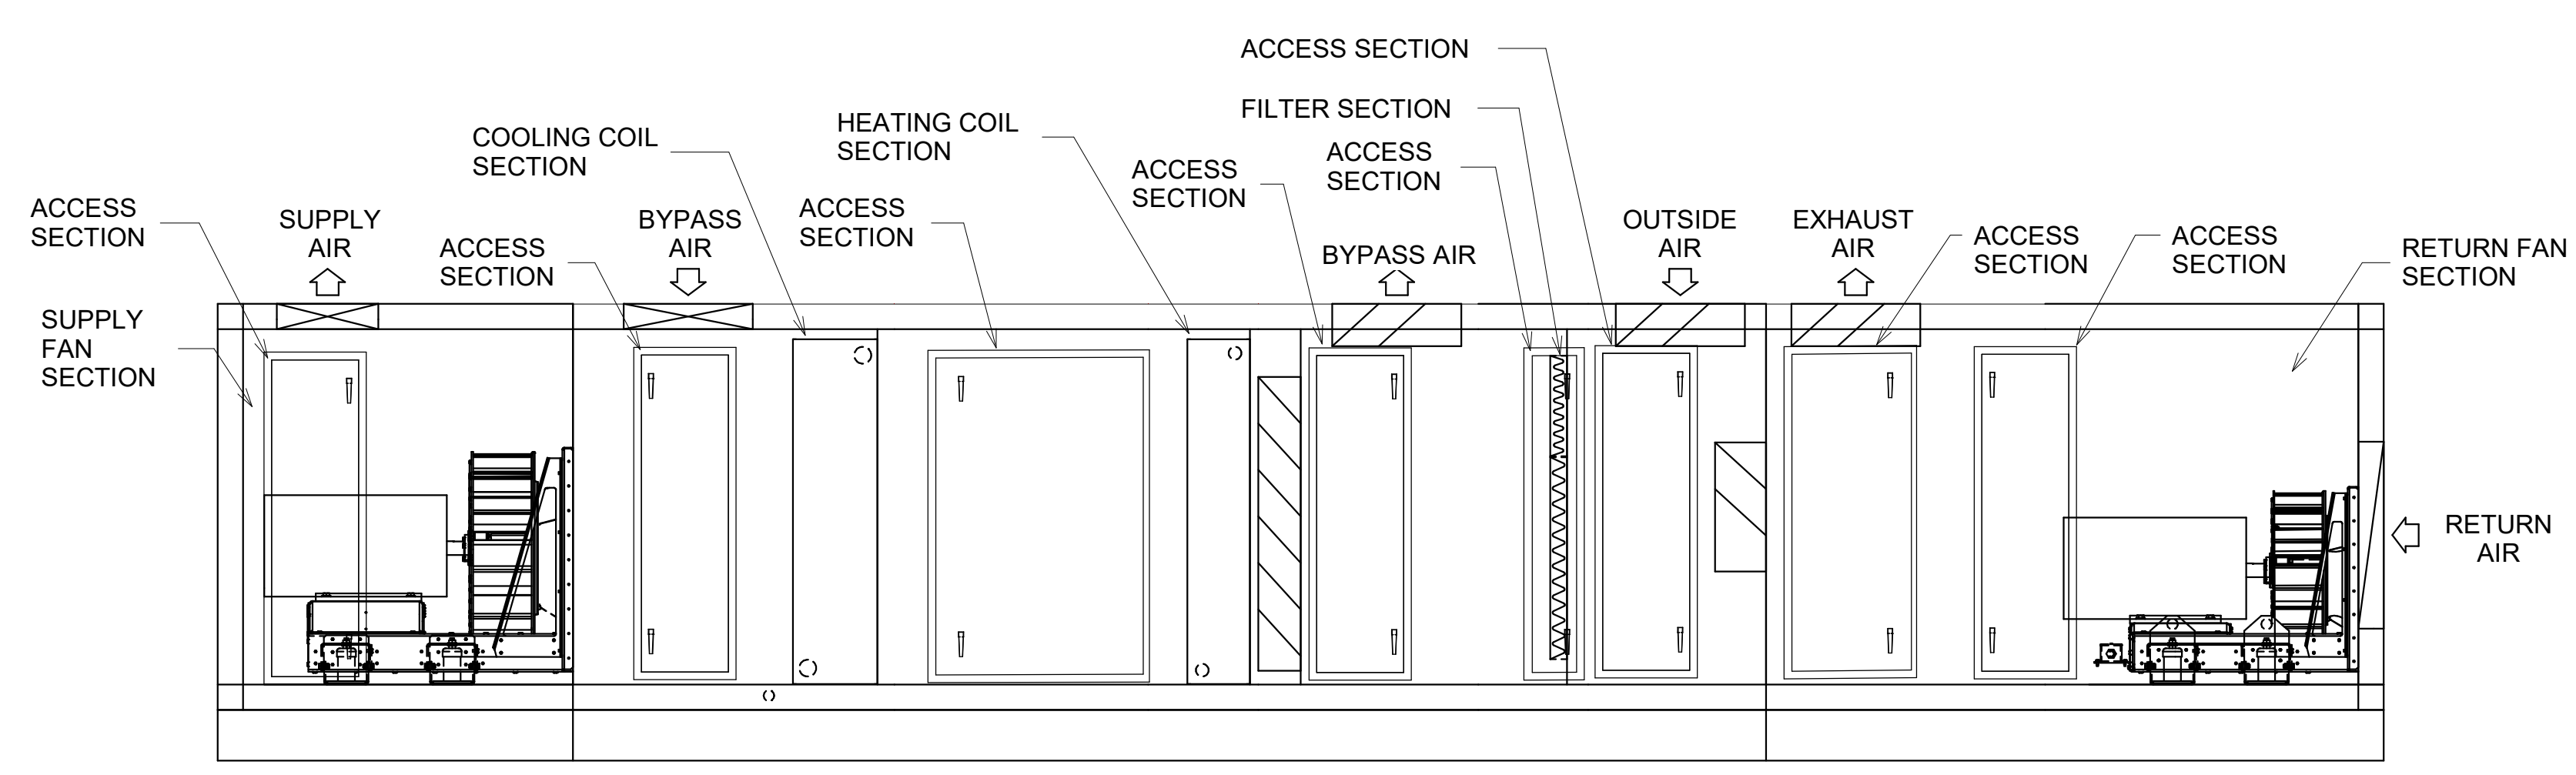 ACCESS SECTION
FILTER SECTION
HEATING COIL
SECTION
COOLING COIL
SECTION
ACCESS
SECTION
ACCESS
SECTION
ACCESS
SECTION
SUPPLY
AIR
ACCESS
SECTION
BYPASS
AIR
ACCESS
SECTION
BYPASS AIR
OUTSIDE
AIR
EXHAUST
AIR
ACCESS
SECTION
ACCESS
SECTION
RETURN FAN
SECTION
SUPPLY
FAN
SECTION
RETURN
AIR